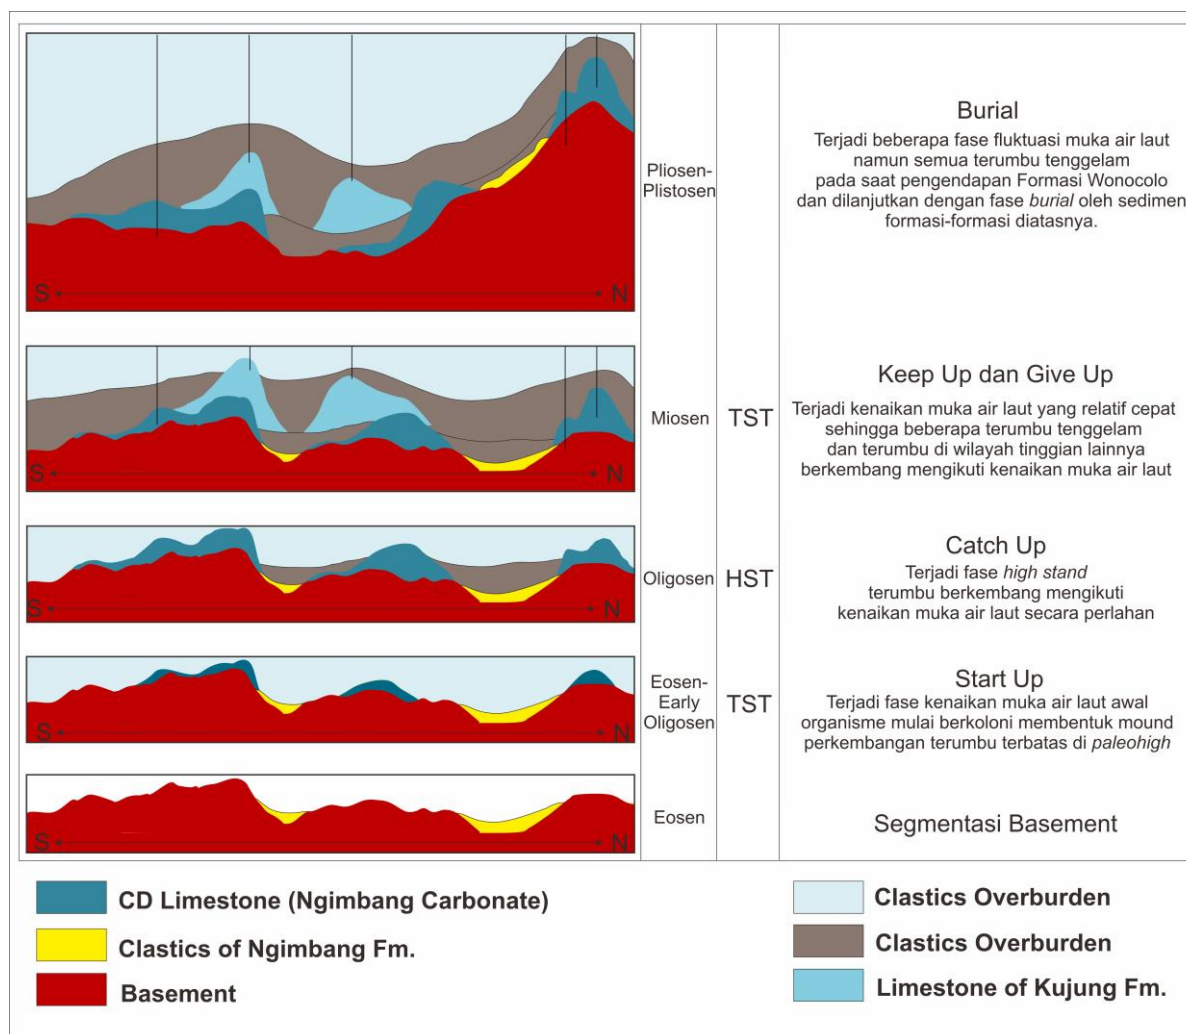 Burial
Terjadi beberapa fase fluktuasi muka air laut
namun semua terumbu tenggelam
pada saat pengendapan Formasi Wonocolo
dan dilanjutkan dengan fase burial oleh sedimen
formasi-formasi diatasnya.
Pliosen-
Plistosen
S
N
Keep Up dan Give Up
Terjadi kenaikan muka air laut yang relatif cepat
sehingga beberapa terumbu tenggelam
dan terumbu di wilayah tinggian lainnya
berkembang mengikuti kenaikan muka air laut
Miosen
TST
S
N
Catch Up
Terjadi fase high stand
terumbu berkembang mengikuti
kenaikan muka air laut secara perlahan
Oligosen
HST
S
N
Start Up
Terjadi fase kenaikan muka air laut awal
organisme mulai berkoloni membentuk mound
perkembangan terumbu terbatas di paleohigh
Eosen-
Early
Oligosen
TST
S
N
Eosen
Segmentasi Basement
S
N
CD Limestone (Ngimbang Carbonate)
Clastics of Ngimbang Fm.
Basement
Clastics Overburden
Clastics Overburden
Limestone of Kujung Fm.